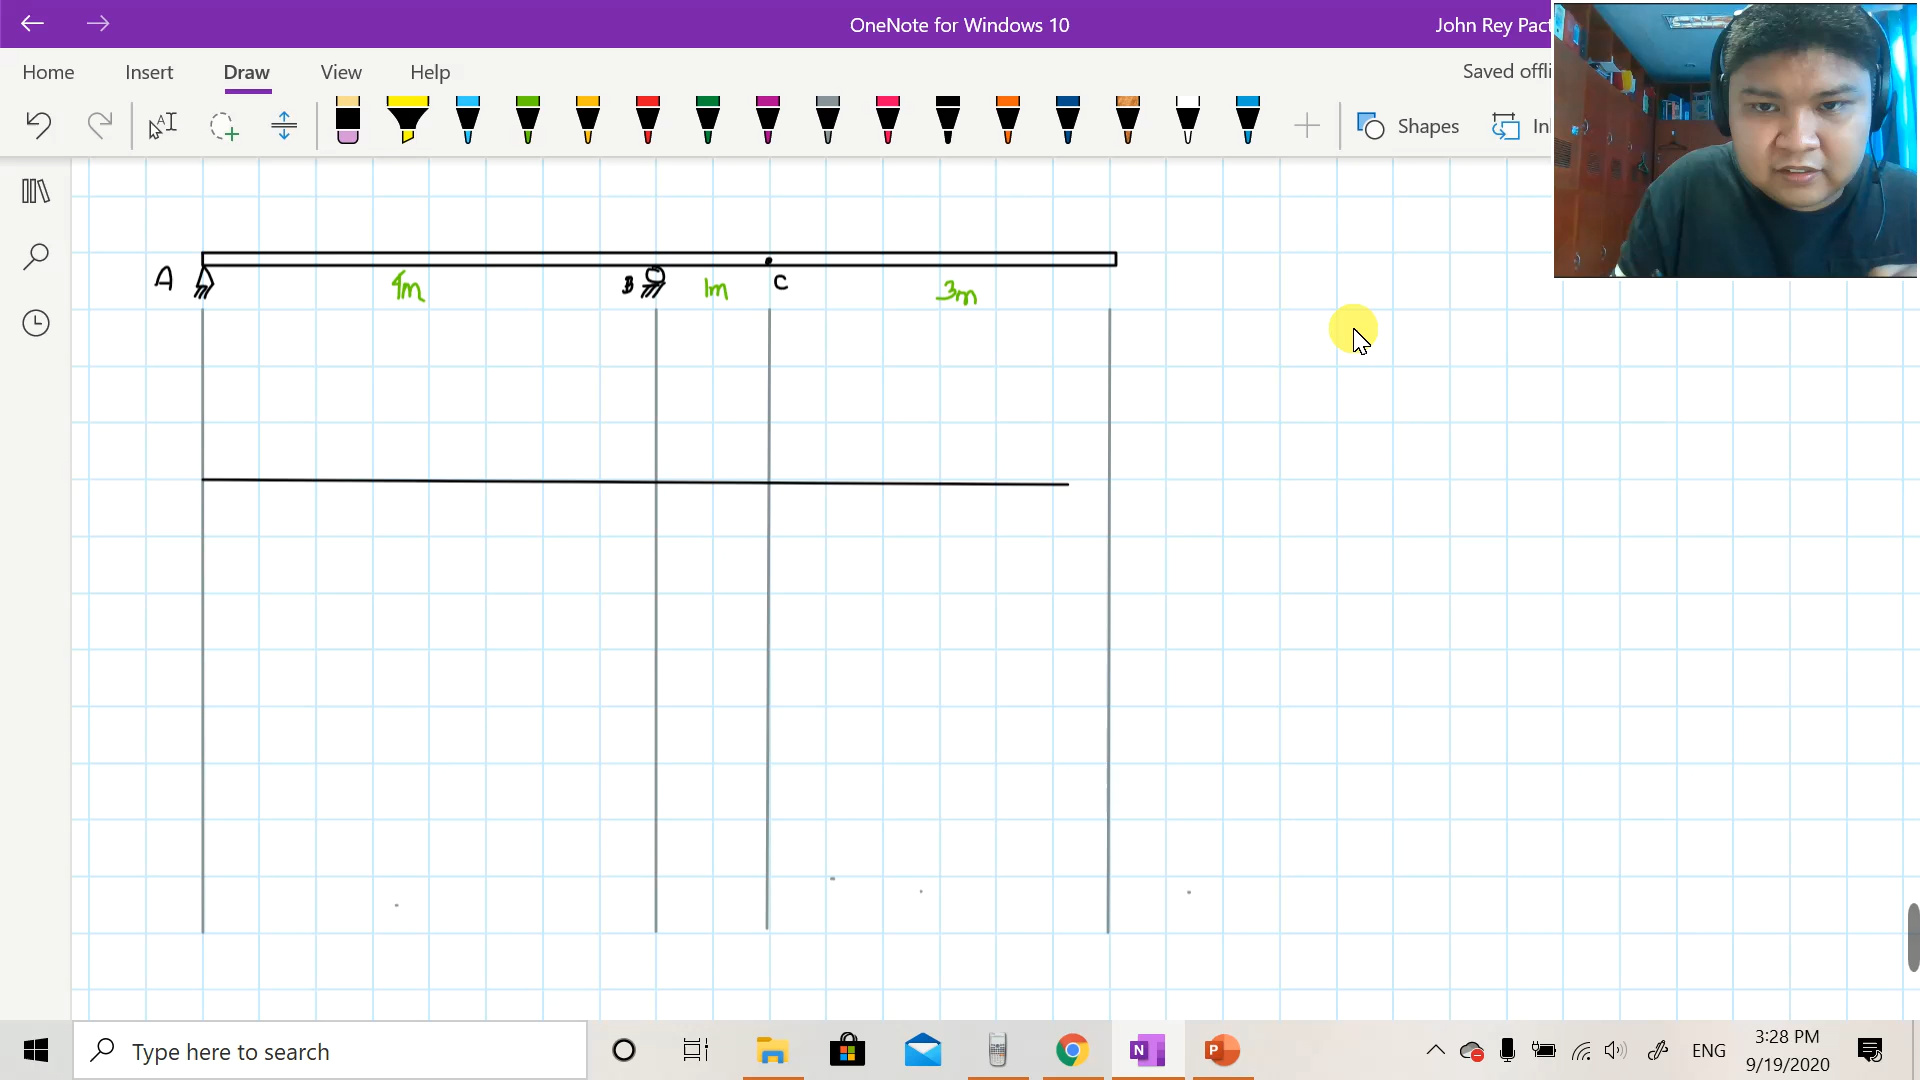 OneNote for Windows 10
John Rey Pact
Home Insert Draw View Help
Saved offli
Shapes
In
A 4m B 1m C 3m
Type here to search
ENG
3:28 PM
9/19/2020